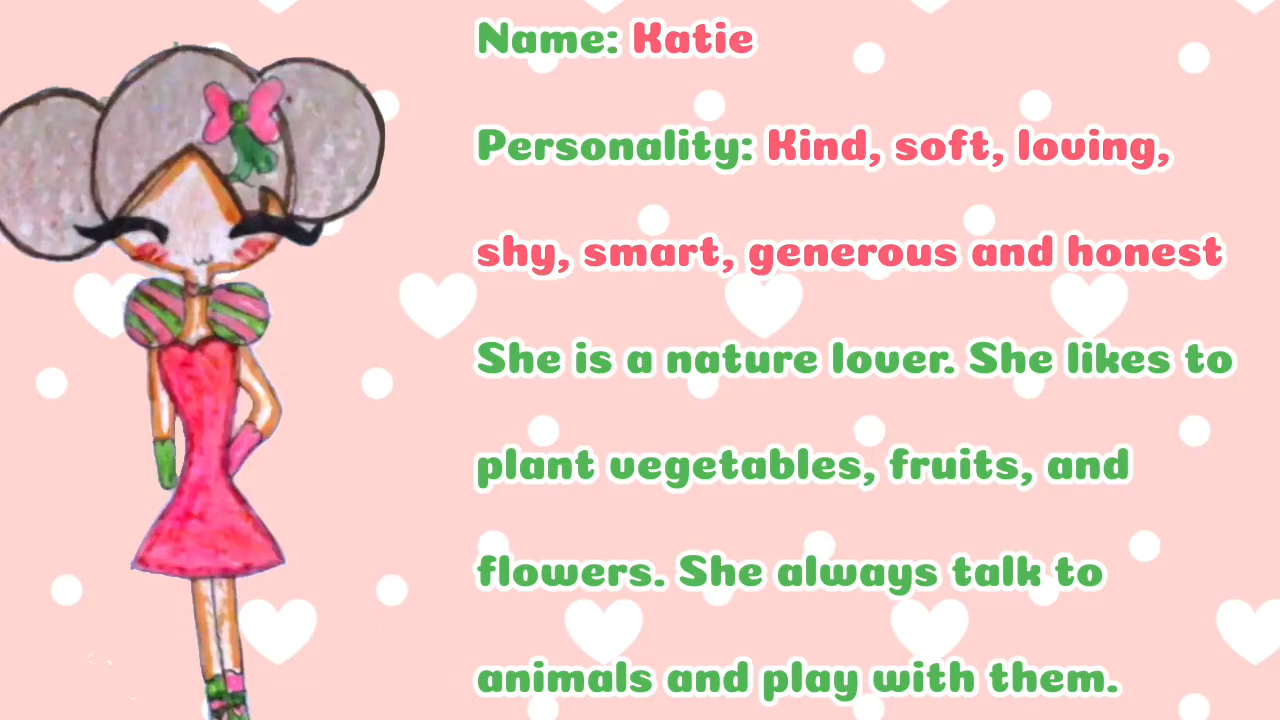 Name: Katie
Personality: Kind, soft, loving,
shy, smart, generous and honest
She is a nature lover. She likes to
plant vegetables, fruits, and
flowers. She always talk to
animals and play with them.